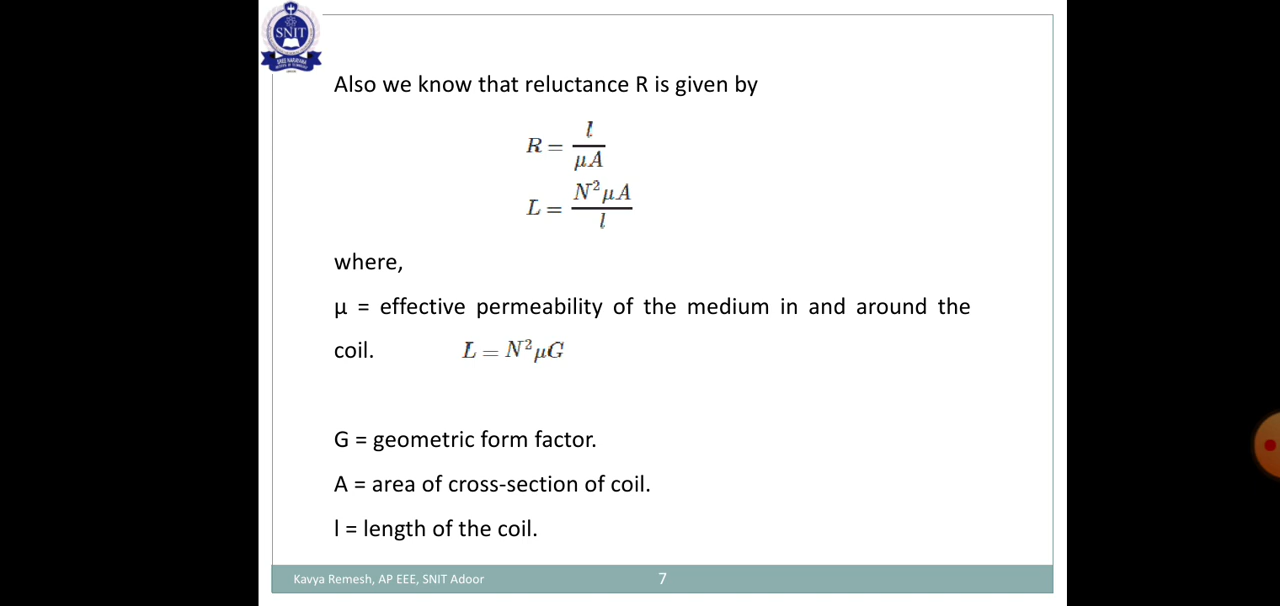 SNIT
Also we know that reluctance R is given by
R = l / μA
L = N²μA / l
where,
μ = effective permeability of the medium in and around the
coil. L = N²μG
G = geometric form factor.
A = area of cross-section of coil.
l = length of the coil.
Kavya Remesh, AP EEE, SNIT Adoor 7